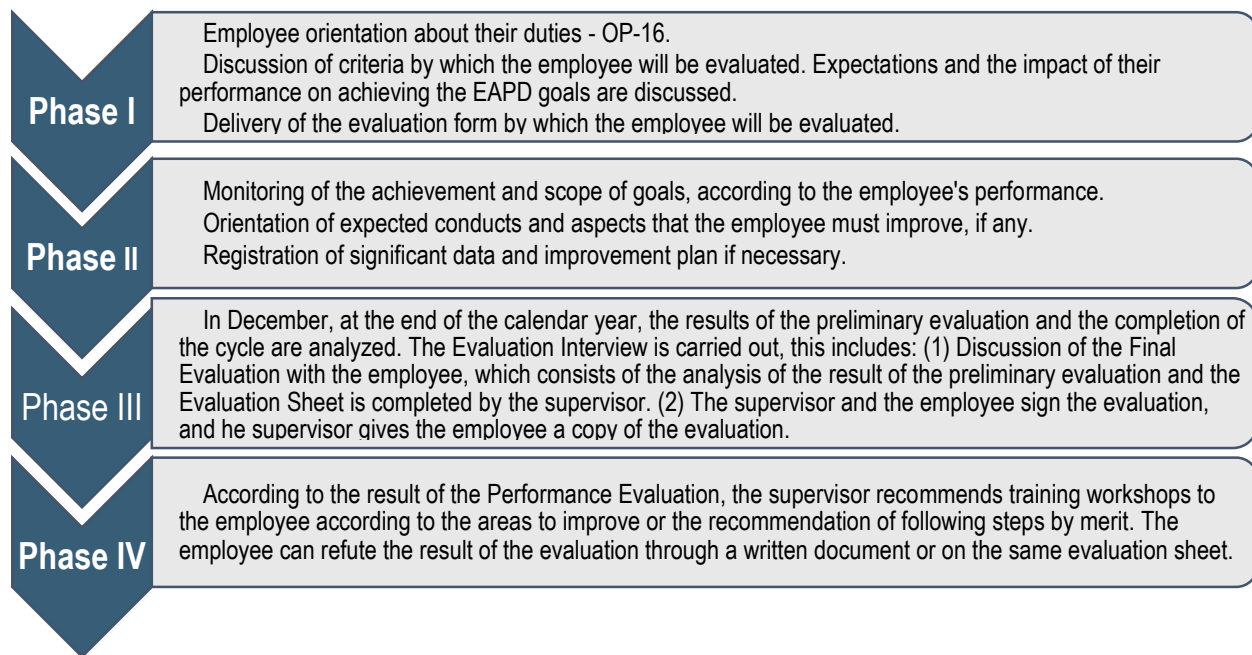 Phase I
Employee orientation about their duties - OP-16.
Discussion of criteria by which the employee will be evaluated. Expectations and the impact of their
performance on achieving the EAPD goals are discussed.
Delivery of the evaluation form by which the employee will be evaluated.
Phase II
Monitoring of the achievement and scope of goals, according to the employee's performance.
Orientation of expected conducts and aspects that the employee must improve, if any.
Registration of significant data and improvement plan if necessary.
Phase III
In December, at the end of the calendar year, the results of the preliminary evaluation and the completion of
the cycle are analyzed. The Evaluation Interview is carried out, this includes: (1) Discussion of the Final
Evaluation with the employee, which consists of the analysis of the result of the preliminary evaluation and the
Evaluation Sheet is completed by the supervisor. (2) The supervisor and the employee sign the evaluation,
and he supervisor gives the employee a copy of the evaluation.
Phase IV
According to the result of the Performance Evaluation, the supervisor recommends training workshops to
the employee according to the areas to improve or the recommendation of following steps by merit. The
employee can refute the result of the evaluation through a written document or on the same evaluation sheet.